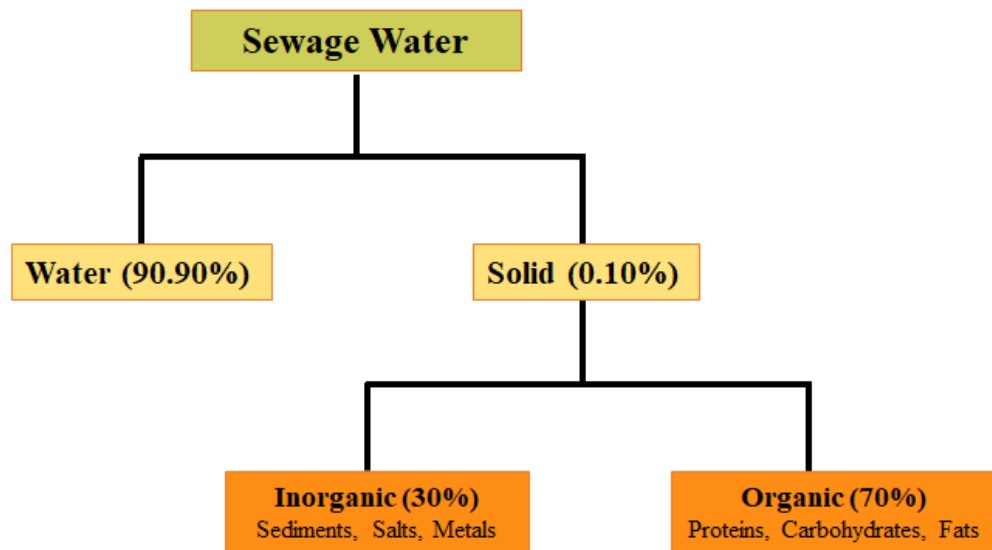 Sewage Water
Water (90.90%)
Solid (0.10%)
Inorganic (30%)
Sediments, Salts, Metals
Organic (70%)
Proteins, Carbohydrates, Fats